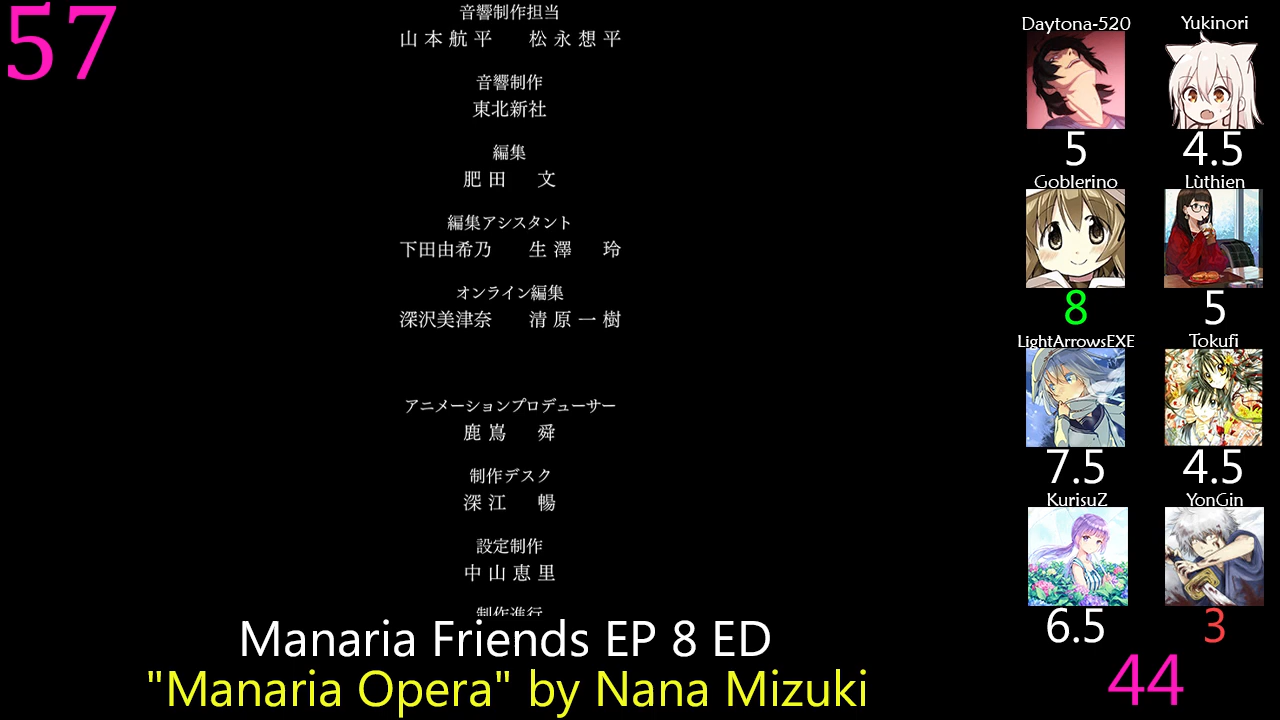 57
音響制作担当
山本航平 松永想平
音響制作
東北新社
編集
肥田 文
編集アシスタント
下田由希乃 生澤 玲
オンライン編集
深沢美津奈 清原一樹
アニメーションプロデューサー
鹿嶌 舜
制作デスク
深江 暢
設定制作
中山恵里
制作進行
Manaria Friends EP 8 ED
"Manaria Opera" by Nana Mizuki
Daytona-520 Yukinori
5 4.5
Goblerino Lùthien
8 5
LightArrowsEXE Tokufi
7.5 4.5
KurisuZ YonGin
6.5 3
44